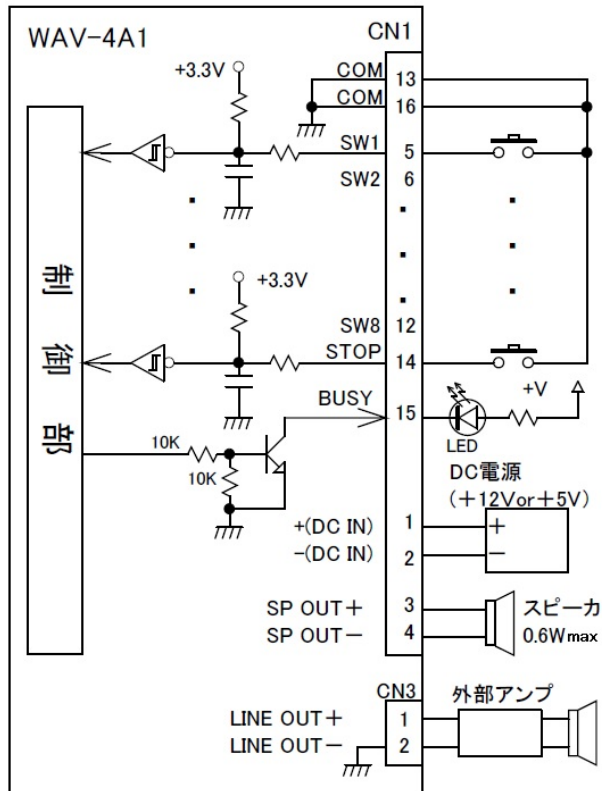 WAV-4A1
CN1
+3.3V
COM 13
COM 16
SW1 5
SW2 6
+3.3V
SW8 12
STOP 14
制御部
BUSY 15
+V
LED
10K
10K
DC電源
(+12Vor+5V)
+(DC IN) 1 +
-(DC IN) 2 −
SP OUT+ 3
SP OUT− 4
スピーカ
0.6Wmax
CN3
外部アンプ
LINE OUT+ 1
LINE OUT− 2